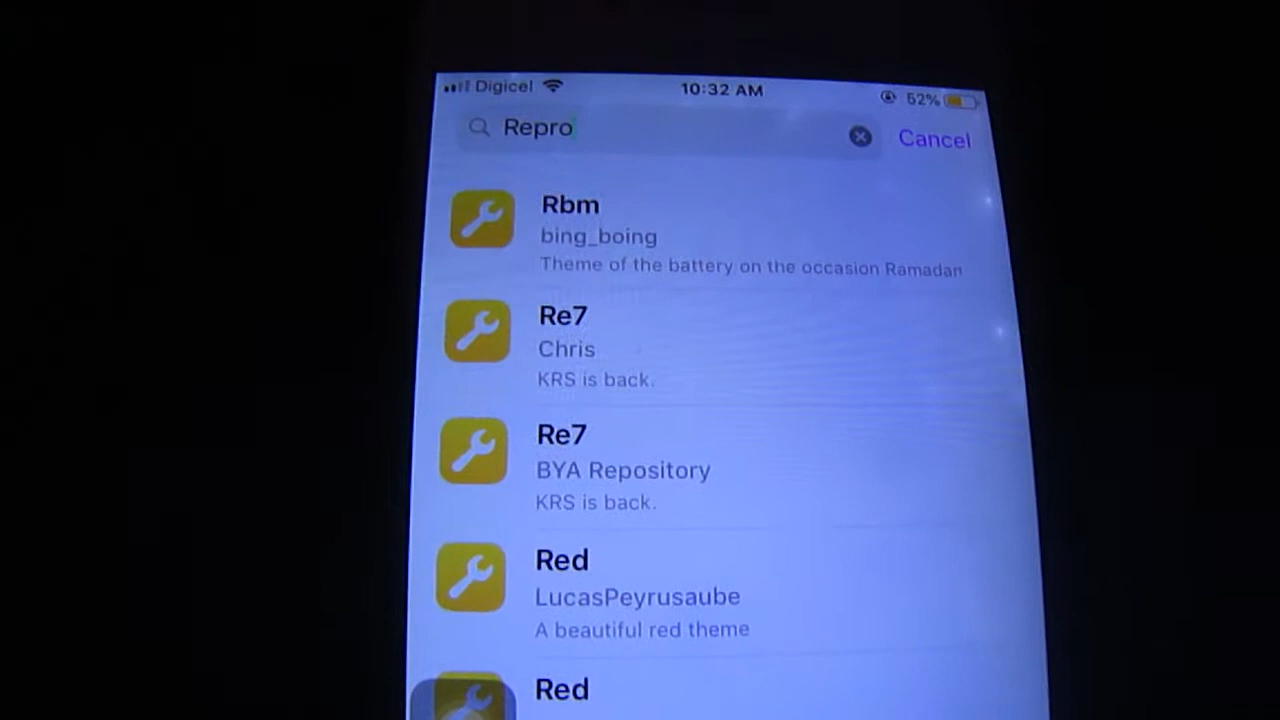 Digicel
10:32 AM
52%
Repro
Cancel
Rbm
bing_boing
Theme of the battery on the occasion Ramadan
Re7
Chris
KRS is back.
Re7
BYA Repository
KRS is back.
Red
LucasPeyrusaube
A beautiful red theme
Red